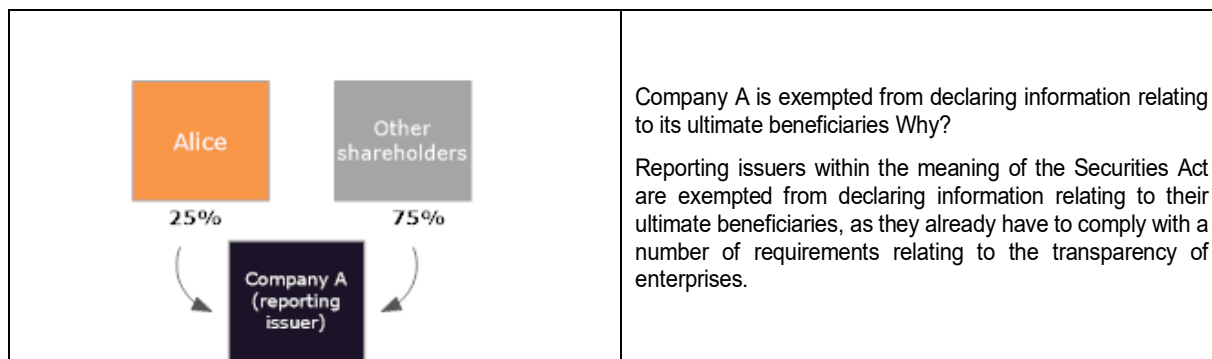 Alice
Other
shareholders
25%
75%
Company A
(reporting
issuer)
Company A is exempted from declaring information relating
to its ultimate beneficiaries Why?
Reporting issuers within the meaning of the Securities Act
are exempted from declaring information relating to their
ultimate beneficiaries, as they already have to comply with a
number of requirements relating to the transparency of
enterprises.